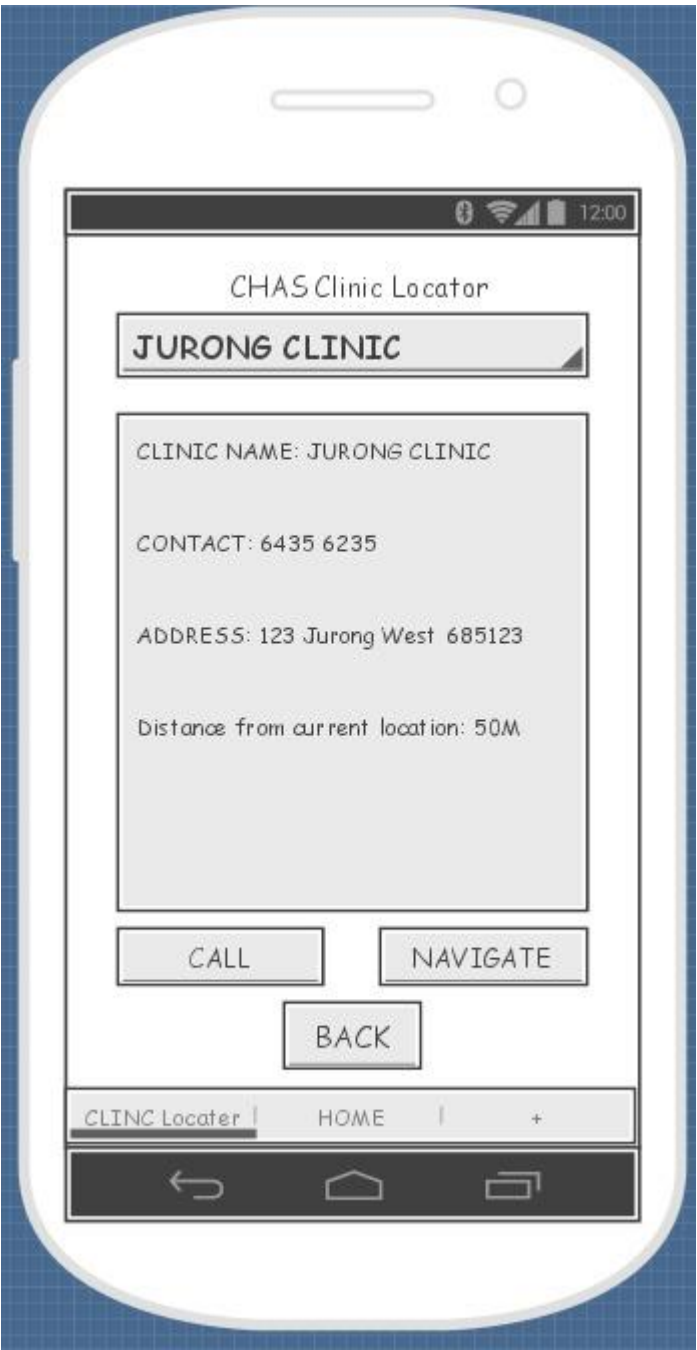 12:00
CHAS Clinic Locator
JURONG CLINIC
CLINIC NAME: JURONG CLINIC
CONTACT: 6435 6235
ADDRESS: 123 Jurong West 685123
Distance from current location: 50M
CALL
NAVIGATE
BACK
CLINC Locater
HOME
+